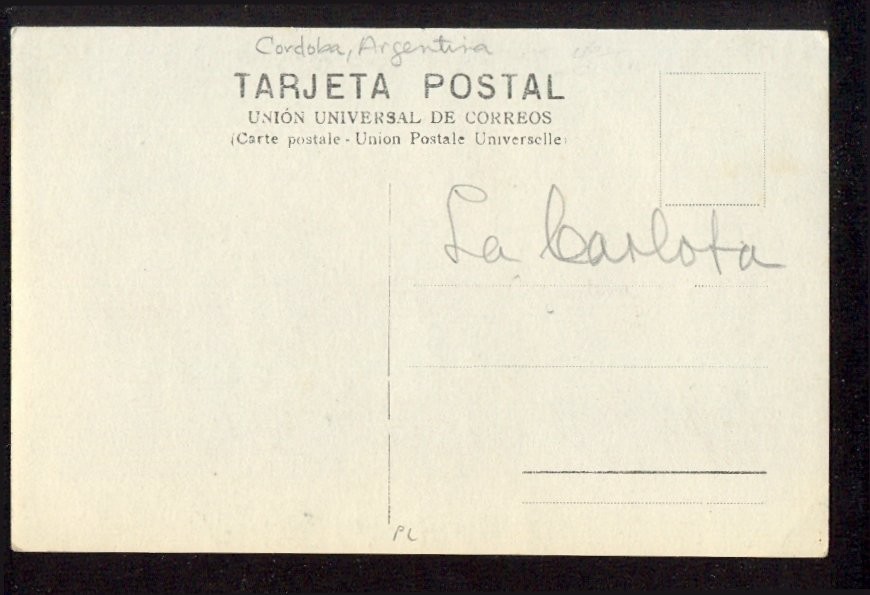 Cordoba, Argentina
TARJETA POSTAL
UNIÓN UNIVERSAL DE CORREOS
(Carte postale - Union Postale Universelle)
La Carlota
PL